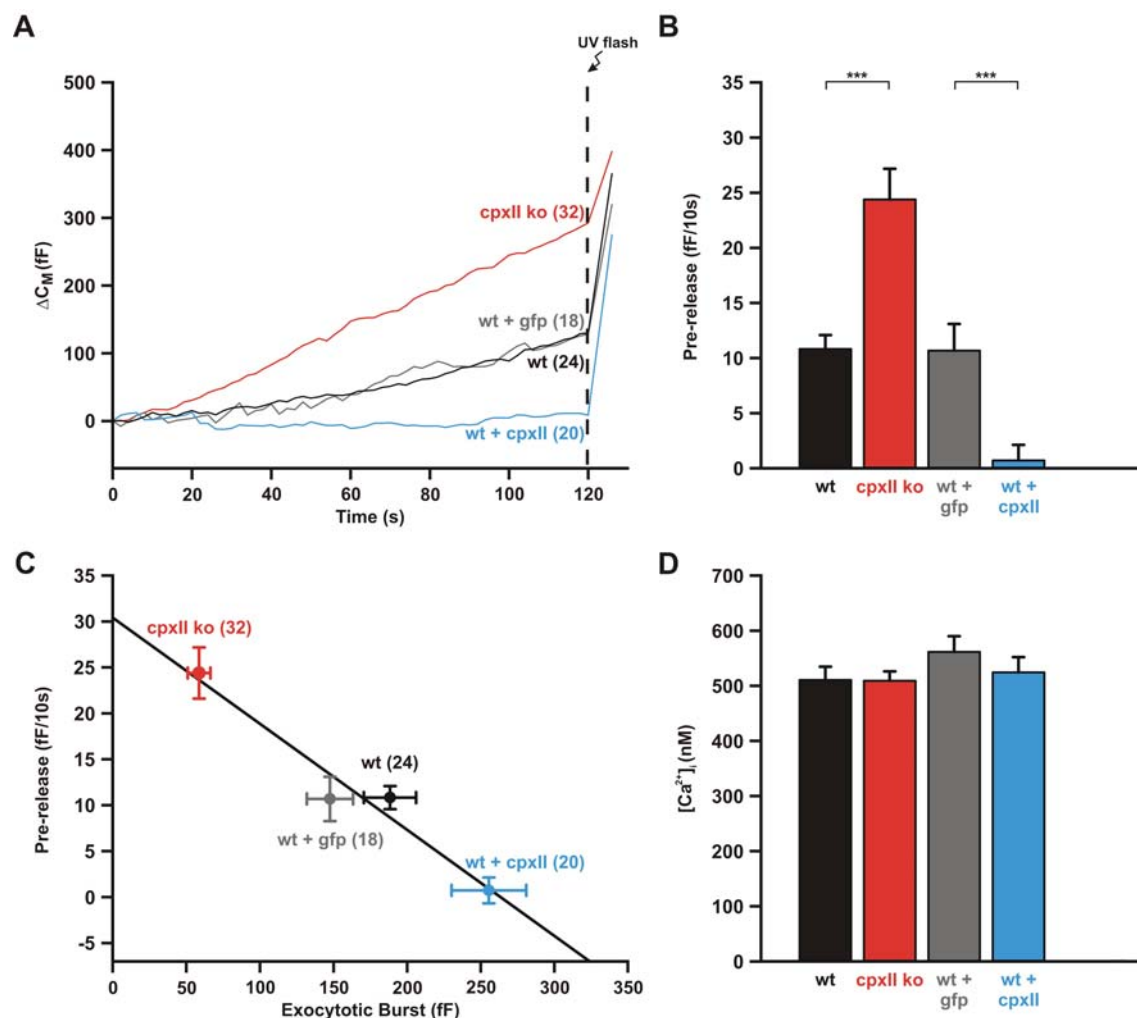 A
UV flash
500
400
300
200
100
0
ΔC_M (fF)
cpxII ko (32)
wt + gfp (18)
wt (24)
wt + cpxII (20)
0 20 40 60 80 100 120
Time (s)
B
*** ***
35
30
25
20
15
10
5
0
Pre-release (fF/10s)
wt cpxII ko wt + gfp wt + cpxII
C
35
30
25
20
15
10
5
0
-5
Pre-release (fF/10s)
cpxII ko (32)
wt (24)
wt + gfp (18)
wt + cpxII (20)
0 50 100 150 200 250 300 350
Exocytotic Burst (fF)
D
700
600
500
400
300
200
100
0
[Ca²⁺]ᵢ (nM)
wt cpxII ko wt + gfp wt + cpxII